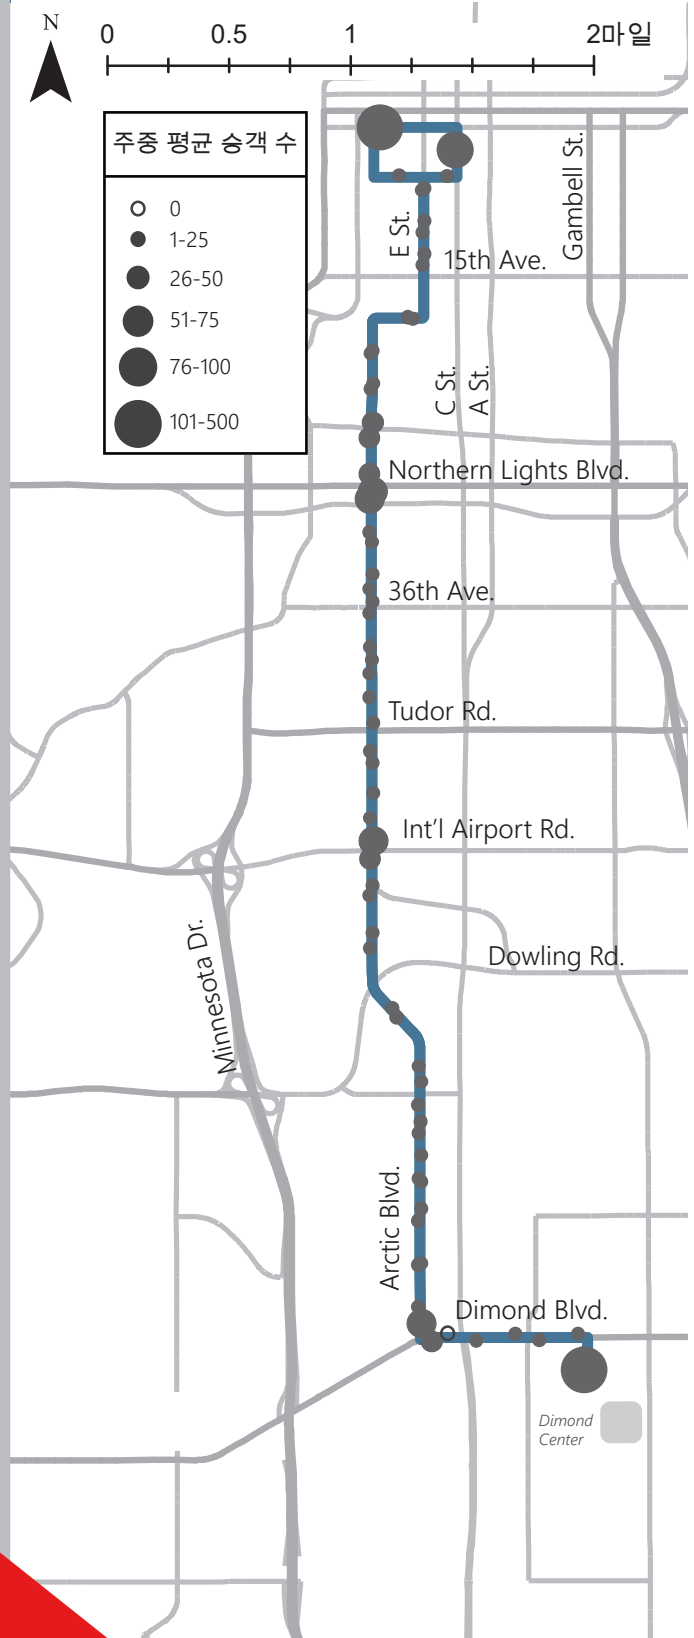 N
0 0.5 1 2마일
주중 평균 승객 수
0
1-25
26-50
51-75
76-100
101-500
Gambell St.
E St.
15th Ave.
C St.
A St.
Northern Lights Blvd.
36th Ave.
Tudor Rd.
Int'l Airport Rd.
Minnesota Dr.
Dowling Rd.
Arctic Blvd.
Dimond Blvd.
Dimond
Center